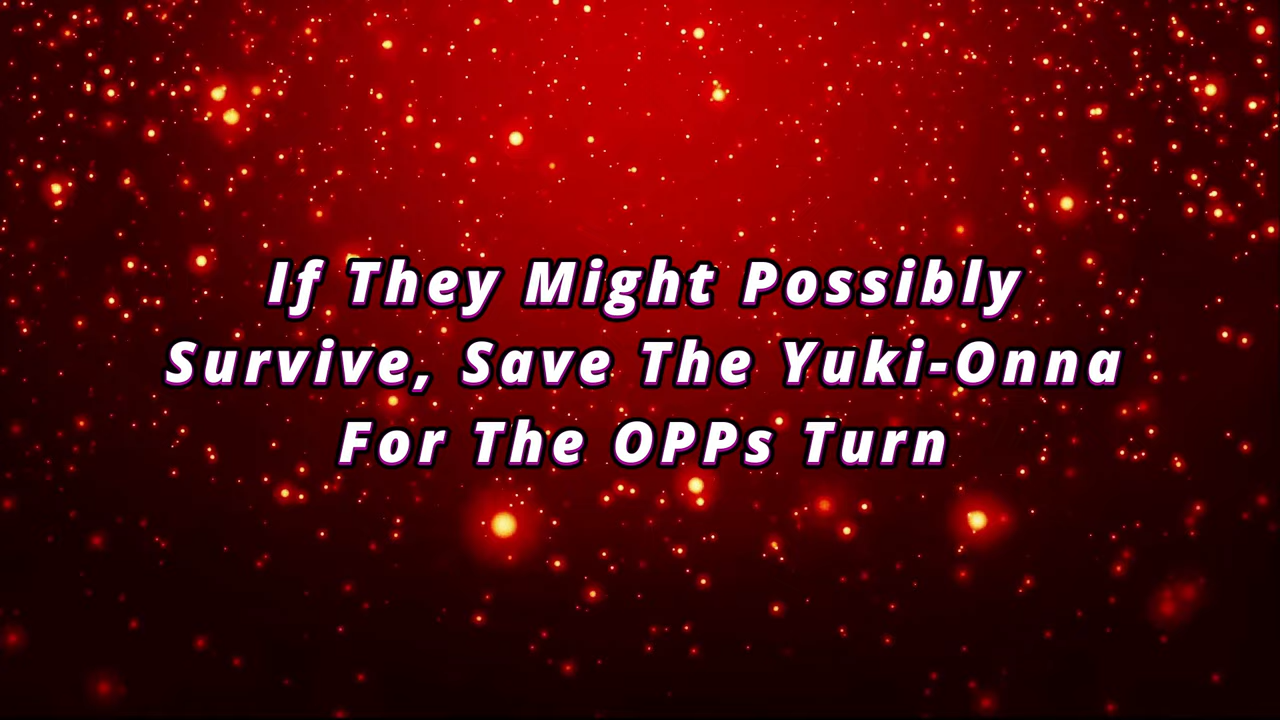 If They Might Possibly
Survive, Save The Yuki-Onna
For The OPPs Turn